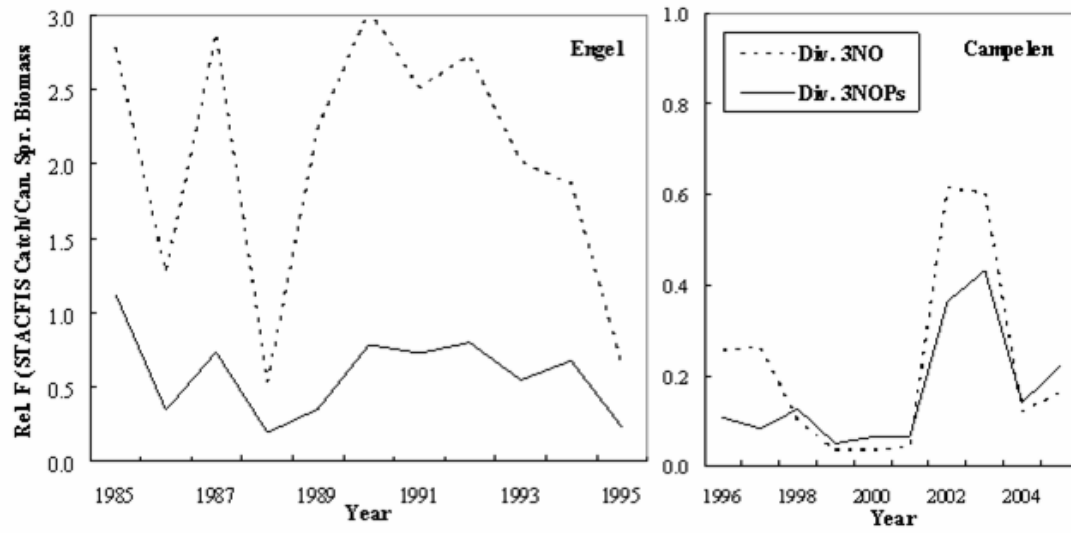 Rel. F (STACFIS Catch/Can. Spr. Biomass
3.0
2.5
2.0
1.5
1.0
0.5
0.0
Engel
1985 1987 1989 1991 1993 1995
Year
1.0
0.8
0.6
0.4
0.2
0.0
Div. 3NO
Div. 3NOPs
Campelen
1996 1998 2000 2002 2004
Year